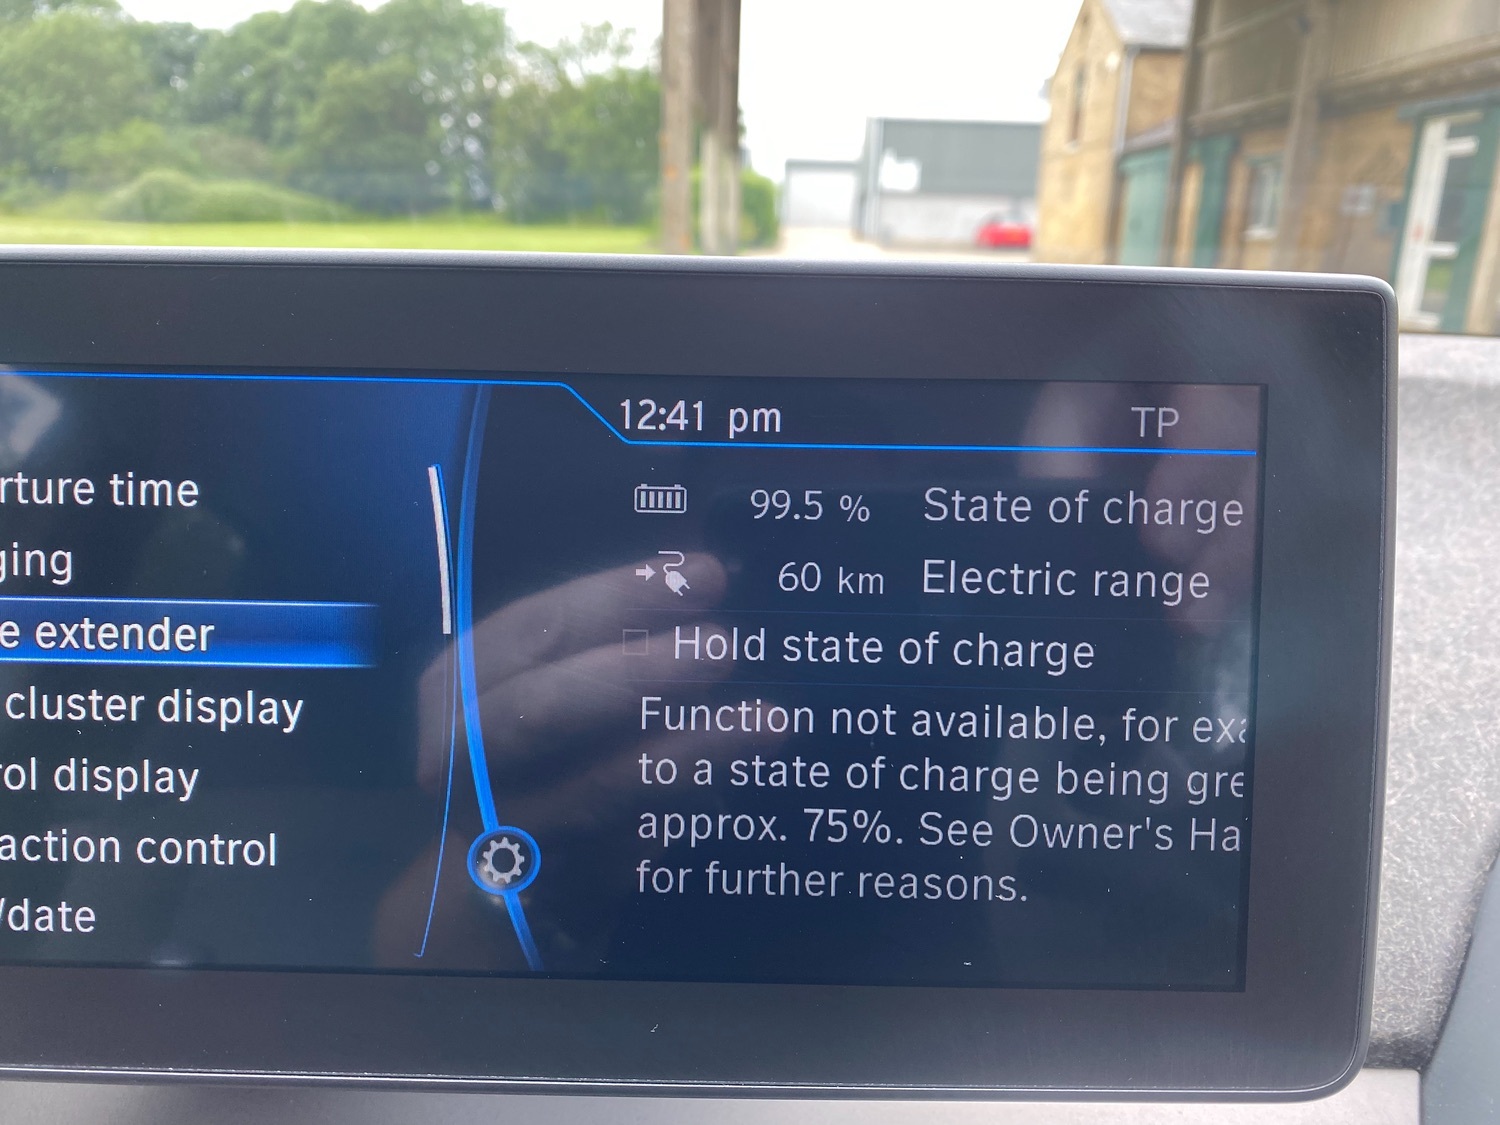 12:41 pm TP
rture time
ging
e extender
cluster display
rol display
action control
/date
99.5 % State of charge
60 km Electric range
Hold state of charge
Function not available, for exa
to a state of charge being gre
approx. 75%. See Owner's Ha
for further reasons.